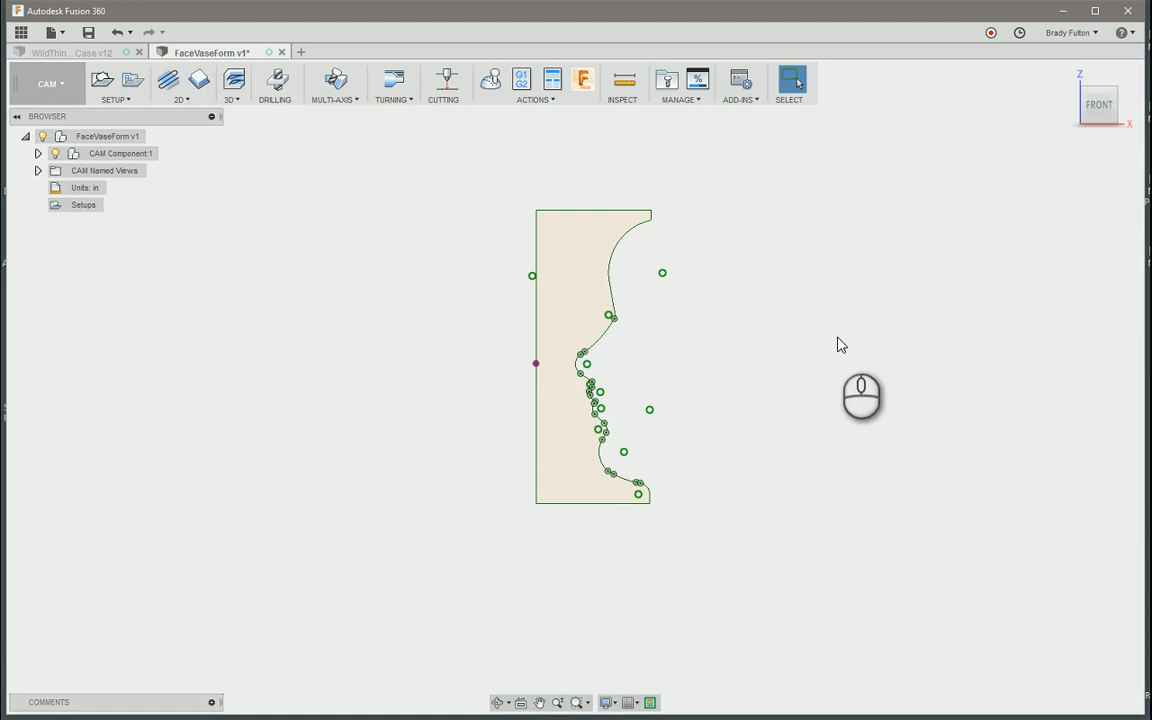 Autodesk Fusion 360
Brady Fulton
WildThin...Case v12
FaceVaseForm v1*
CAM
SETUP
2D
3D
DRILLING
MULTI-AXIS
TURNING
CUTTING
G1
G2
ACTIONS
INSPECT
MANAGE
ADD-INS
SELECT
Z
FRONT
X
BROWSER
FaceVaseForm v1
CAM Component:1
CAM Named Views
Units: in
Setups
COMMENTS